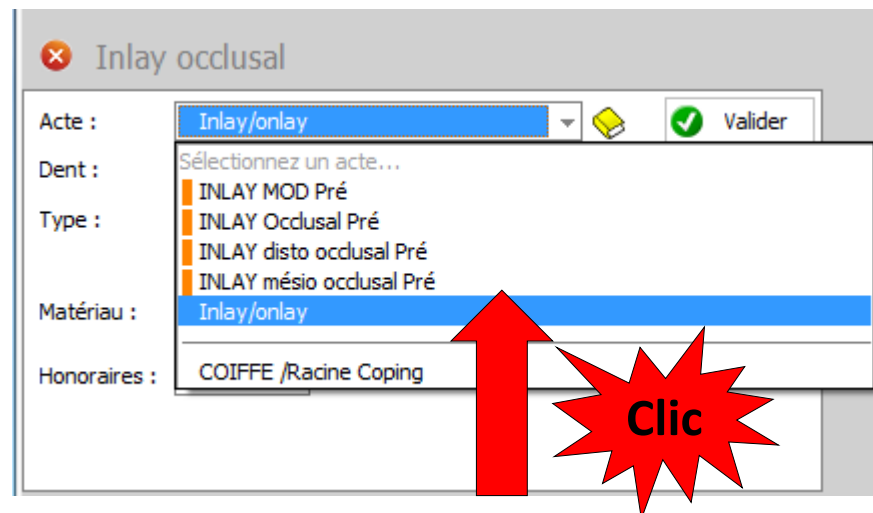 Inlay occlusal
Acte : Inlay/onlay Valider
Dent : Sélectionnez un acte...
INLAY MOD Pré
Type : INLAY Occlusal Pré
INLAY disto occlusal Pré
INLAY mésio occlusal Pré
Matériau : Inlay/onlay
Honoraires : COIFFE /Racine Coping
Clic